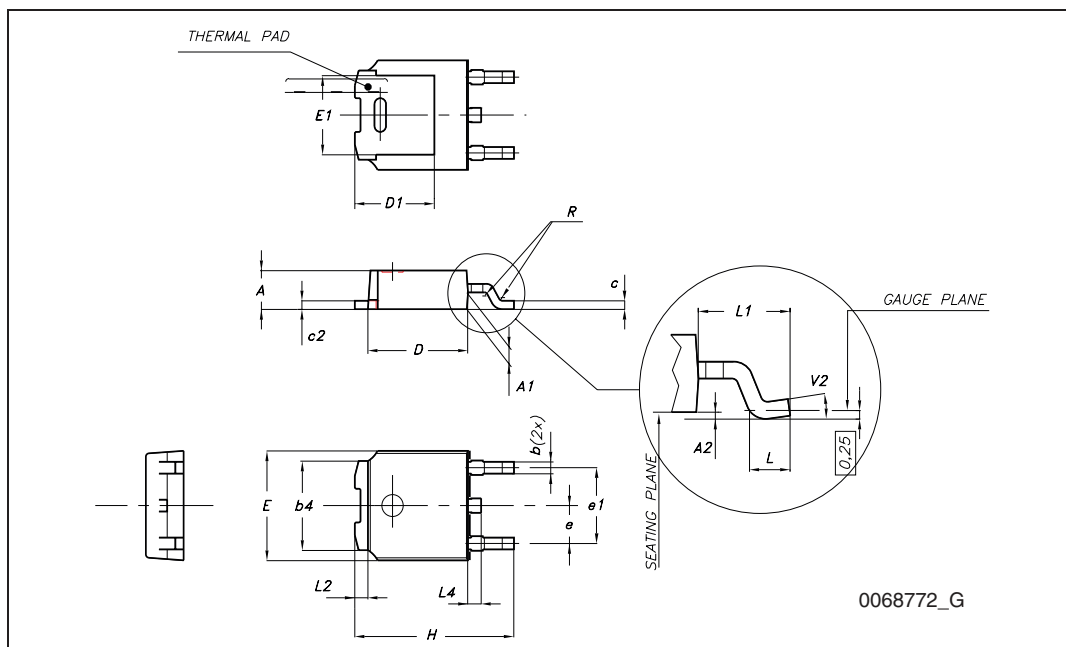 THERMAL PAD
E1
D1
R
A
c
c2
D
A1
L1
GAUGE PLANE
V2
A2
L
0,25
SEATING PLANE
b(2x)
E
b4
e
e1
L2
L4
H
0068772_G